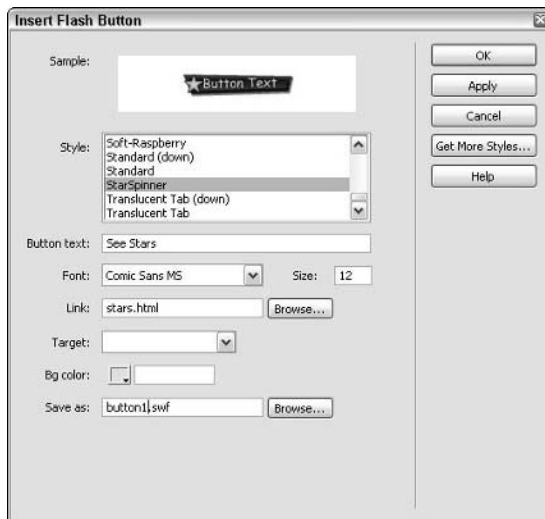 Insert Flash Button
Sample:
Button Text
OK
Apply
Cancel
Get More Styles...
Help
Style:
Soft-Raspberry
Standard (down)
Standard
StarSpinner
Translucent Tab (down)
Translucent Tab
Button text: See Stars
Font: Comic Sans MS Size: 12
Link: stars.html Browse...
Target:
Bg color:
Save as: button1.swf Browse...